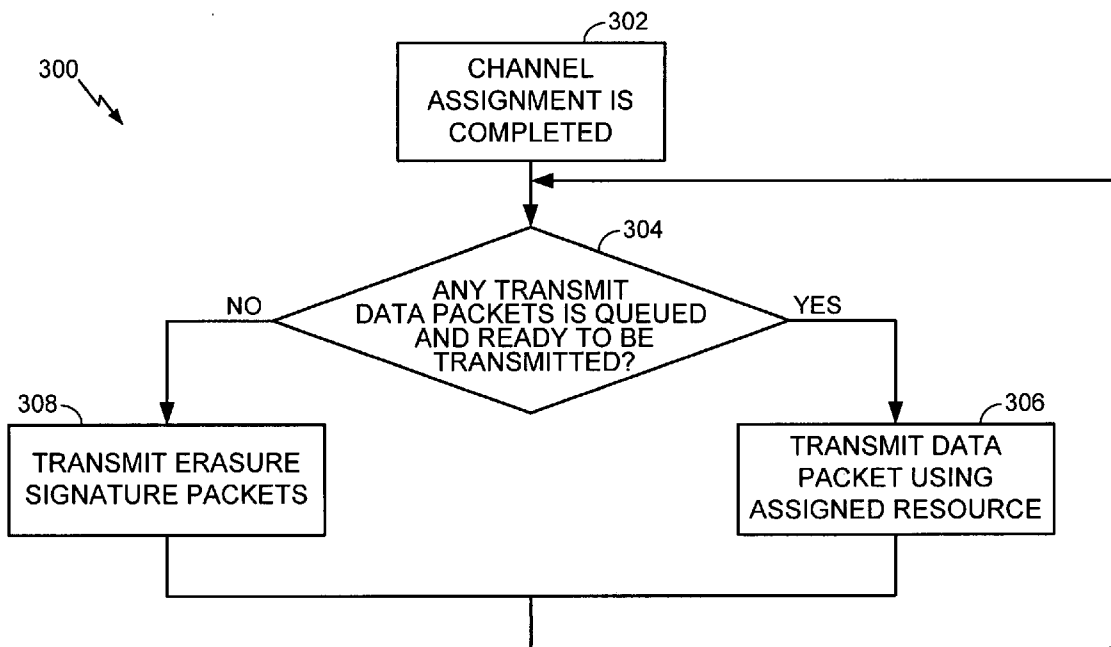 302
CHANNEL
ASSIGNMENT IS
COMPLETED
300
304
ANY TRANSMIT
DATA PACKETS IS QUEUED
AND READY TO BE
TRANSMITTED?
NO
YES
308
TRANSMIT ERASURE
SIGNATURE PACKETS
306
TRANSMIT DATA
PACKET USING
ASSIGNED RESOURCE